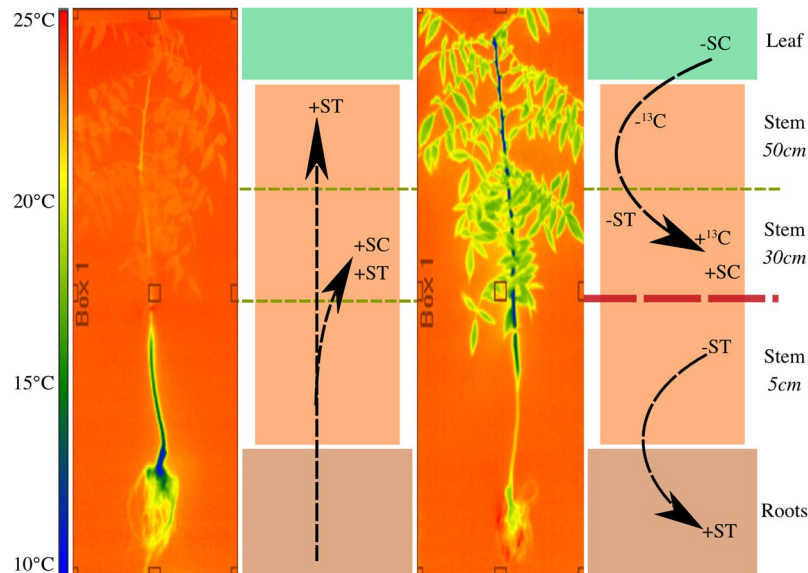 25°C
20°C
15°C
10°C
Box 1
+ST
+SC
+ST
Box 1
-SC
-¹³C
-ST
+¹³C
+SC
-ST
+ST
Leaf
Stem
50cm
Stem
30cm
Stem
5cm
Roots